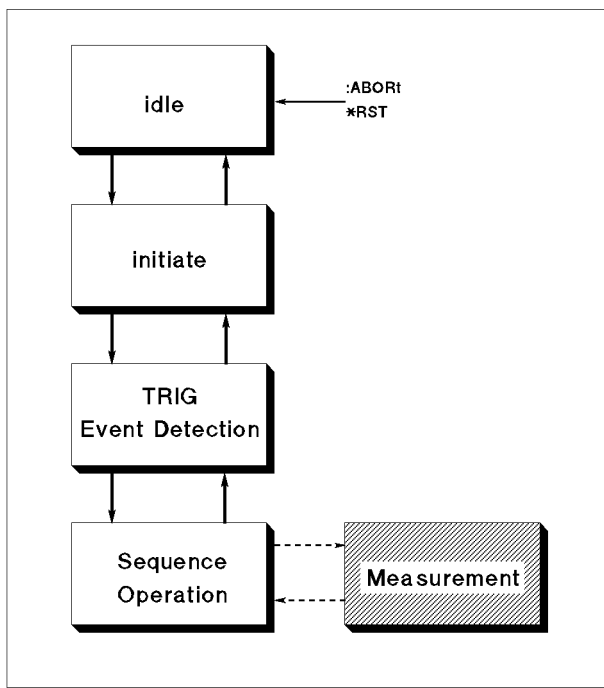 idle
:ABORt
*RST
initiate
TRIG
Event Detection
Sequence
Operation
Measurement